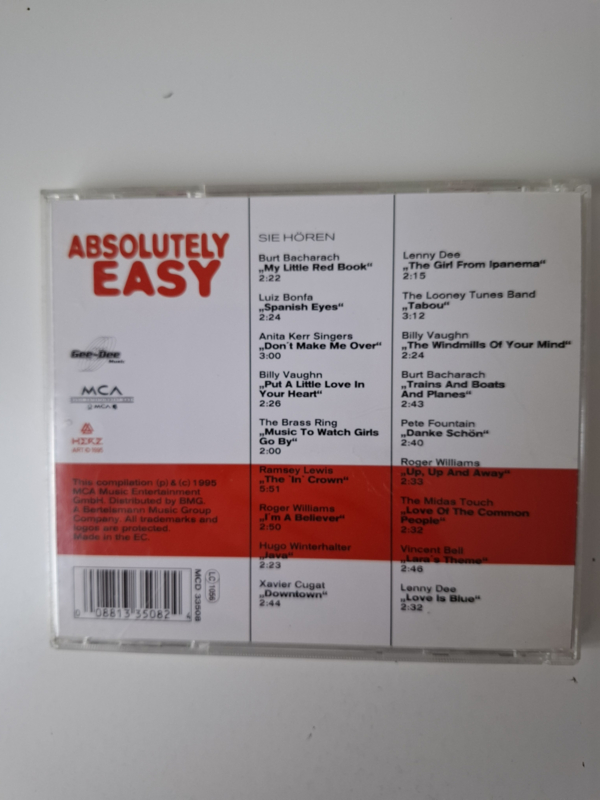 ABSOLUTELY
EASY
Gee-Dee
Music
MCA
HERZ
This compilation (p) & (c) 1995
MCA Music Entertainment
GmbH. Distributed by BMG.
A Bertelsmann Music Group
Company. All trademarks and
logos are protected.
Made in the EC.
0 08813 35082
LC 1056
MCD 33508
SIE HÖREN
Burt Bacharach
„My Little Red Book“
2:22
Luiz Bonfa
„Spanish Eyes“
2:24
Anita Kerr Singers
„Don´t Make Me Over“
3:00
Billy Vaughn
„Put A Little Love In
Your Heart“
2:26
The Brass Ring
„Music To Watch Girls
Go By“
2:00
Ramsey Lewis
„The ´In´ Crown“
5:51
Roger Williams
„I´m A Believer“
2:50
Hugo Winterhalter
„Java“
2:23
Xavier Cugat
„Downtown“
2:44
Lenny Dee
„The Girl From Ipanema“
2:15
The Looney Tunes Band
„Tabou“
3:12
Billy Vaughn
„The Windmills Of Your Mind“
2:24
Burt Bacharach
„Trains And Boats
And Planes“
2:43
Pete Fountain
„Danke Schön“
2:40
Roger Williams
„Up, Up And Away“
2:33
The Midas Touch
„Love Of The Common
People“
2:32
Vincent Bell
„Lara´s Theme“
2:46
Lenny Dee
„Love Is Blue“
2:32